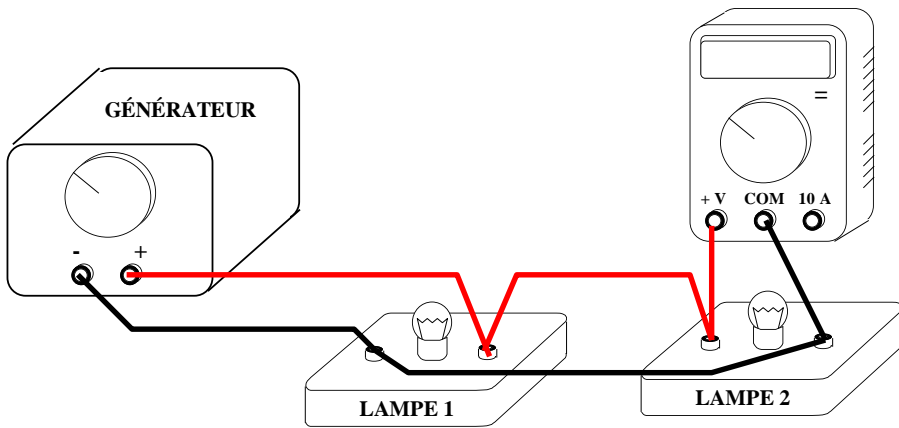 GÉNÉRATEUR
=
+ V COM 10 A
- +
LAMPE 1
LAMPE 2